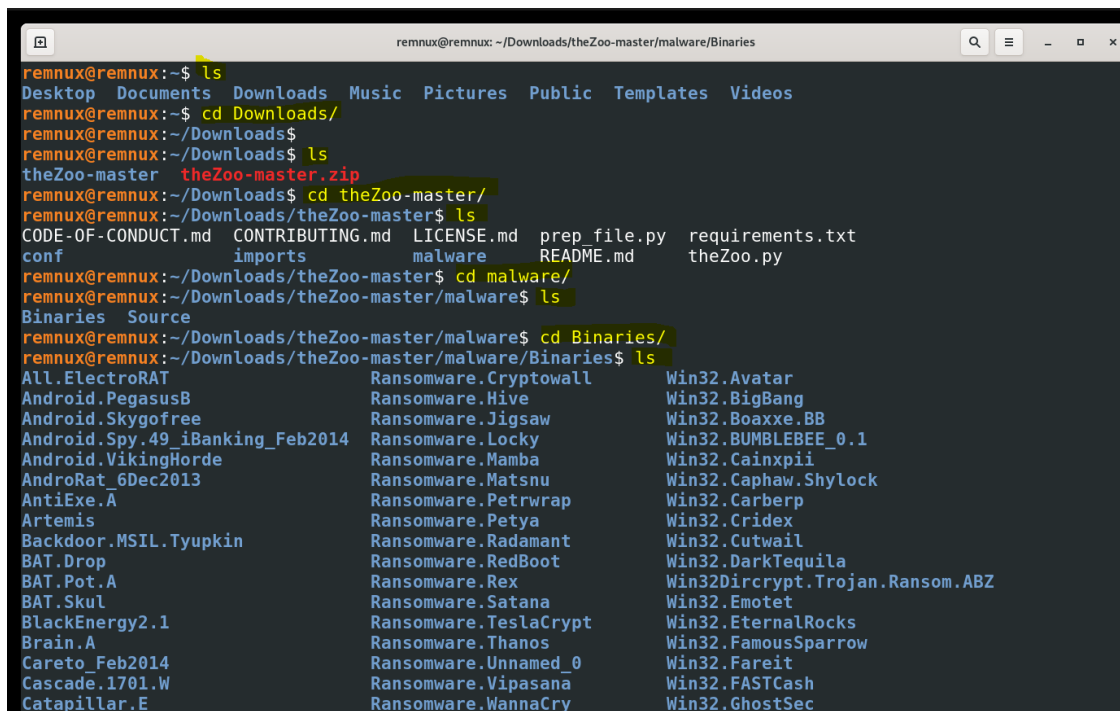 remnux@remnux: ~/Downloads/theZoo-master/malware/Binaries
remnux@remnux:~$ ls
Desktop  Documents  Downloads  Music  Pictures  Public  Templates  Videos
remnux@remnux:~$ cd Downloads/
remnux@remnux:~/Downloads$
remnux@remnux:~/Downloads$ ls
theZoo-master  theZoo-master.zip
remnux@remnux:~/Downloads$ cd theZoo-master/
remnux@remnux:~/Downloads/theZoo-master$ ls
CODE-OF-CONDUCT.md  CONTRIBUTING.md  LICENSE.md  prep_file.py  requirements.txt
conf                imports          malware     README.md     theZoo.py
remnux@remnux:~/Downloads/theZoo-master$ cd malware/
remnux@remnux:~/Downloads/theZoo-master/malware$ ls
Binaries  Source
remnux@remnux:~/Downloads/theZoo-master/malware$ cd Binaries/
remnux@remnux:~/Downloads/theZoo-master/malware/Binaries$ ls
All.ElectroRAT                   Ransomware.Cryptowall       Win32.Avatar
Android.PegasusB                 Ransomware.Hive             Win32.BigBang
Android.Skygofree                Ransomware.Jigsaw           Win32.Boaxxe.BB
Android.Spy.49_iBanking_Feb2014  Ransomware.Locky            Win32.BUMBLEBEE_0.1
Android.VikingHorde              Ransomware.Mamba            Win32.Cainxpii
AndroRat_6Dec2013                Ransomware.Matsnu           Win32.Caphaw.Shylock
AntiExe.A                        Ransomware.Petrwrap         Win32.Carberp
Artemis                          Ransomware.Petya            Win32.Cridex
Backdoor.MSIL.Tyupkin            Ransomware.Radamant         Win32.Cutwail
BAT.Drop                         Ransomware.RedBoot          Win32.DarkTequila
BAT.Pot.A                        Ransomware.Rex              Win32Dircrypt.Trojan.Ransom.ABZ
BAT.Skul                         Ransomware.Satana           Win32.Emotet
BlackEnergy2.1                   Ransomware.TeslaCrypt       Win32.EternalRocks
Brain.A                          Ransomware.Thanos           Win32.FamousSparrow
Careto_Feb2014                   Ransomware.Unnamed_0        Win32.Fareit
Cascade.1701.W                   Ransomware.Vipasana         Win32.FASTCash
Catapillar.E                     Ransomware.WannaCry         Win32.GhostSec